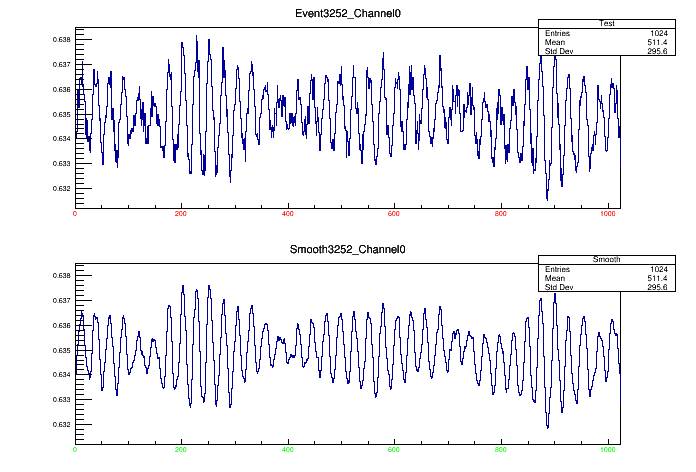 Event3252_Channel0
Test
Entries 1024
Mean 511.4
Std Dev 295.6
0.638
0.637
0.636
0.635
0.634
0.633
0.632
0 200 400 600 800 1000
Smooth3252_Channel0
Smooth
Entries 1024
Mean 511.4
Std Dev 295.6
0.638
0.637
0.636
0.635
0.634
0.633
0.632
0 200 400 600 800 1000